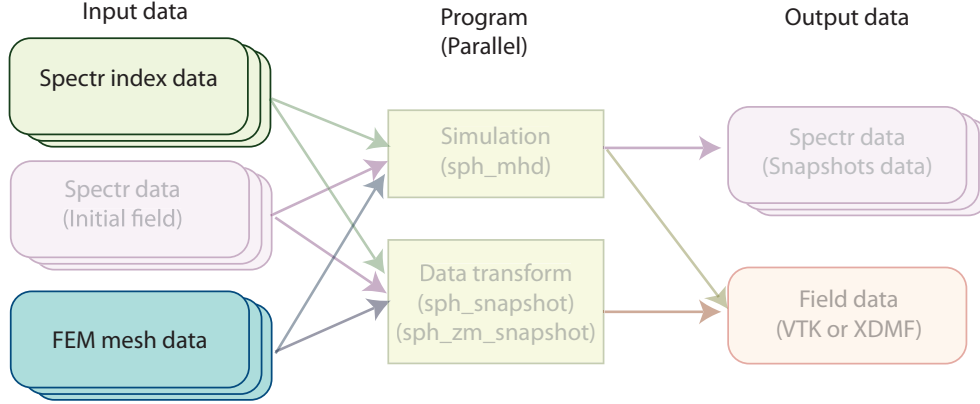 Input data
Program
(Parallel)
Output data
Spectr index data
Spectr data
(Initial field)
FEM mesh data
Simulation
(sph_mhd)
Data transform
(sph_snapshot)
(sph_zm_snapshot)
Spectr data
(Snapshots data)
Field data
(VTK or XDMF)